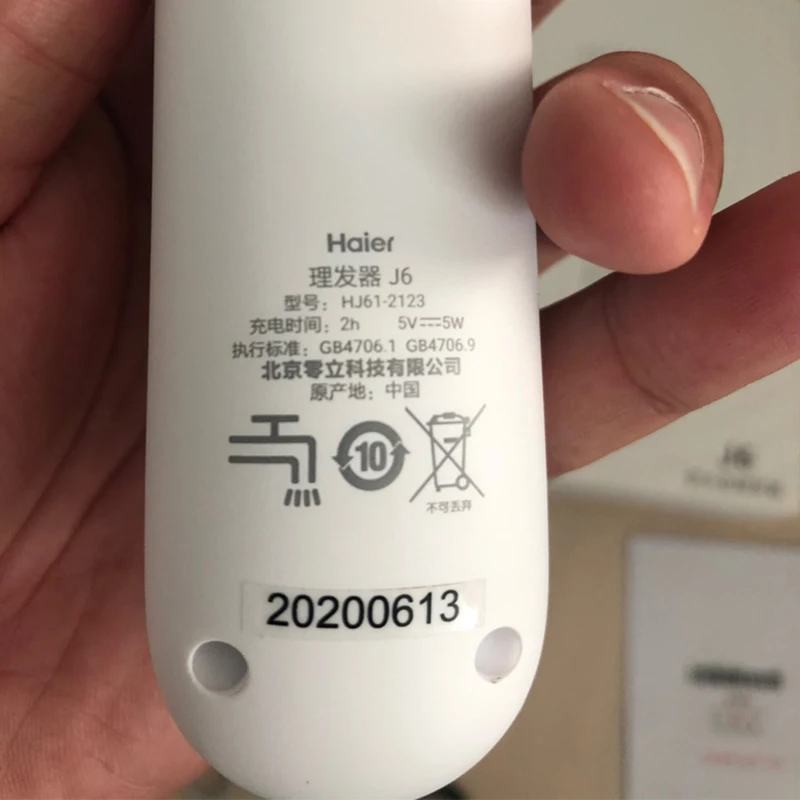 Haier
理发器 J6
型号：HJ61-2123
充电时间：2h 5V⎓5W
执行标准：GB4706.1 GB4706.9
北京零立科技有限公司
原产地：中国
10
不可丢弃
20200613
J6